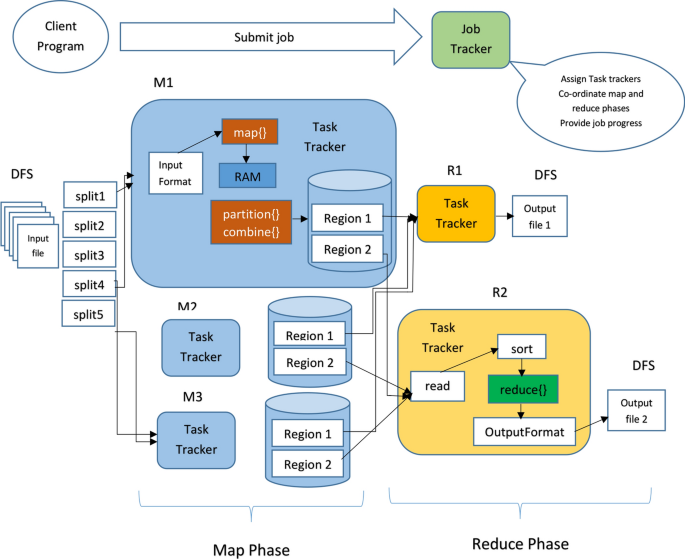 Client
Program
Submit job
Job
Tracker
Assign Task trackers
Co-ordinate map and
reduce phases
Provide job progress
M1
map{}
Task
Tracker
Input
Format
RAM
partition{}
combine{}
Region 1
Region 2
DFS
Input
file
split1
split2
split3
split4
split5
R1
Task
Tracker
DFS
Output
file 1
M2
Task
Tracker
Region 1
Region 2
M3
Task
Tracker
Region 1
Region 2
R2
Task
Tracker
sort
read
reduce{}
OutputFormat
DFS
Output
file 2
Map Phase
Reduce Phase